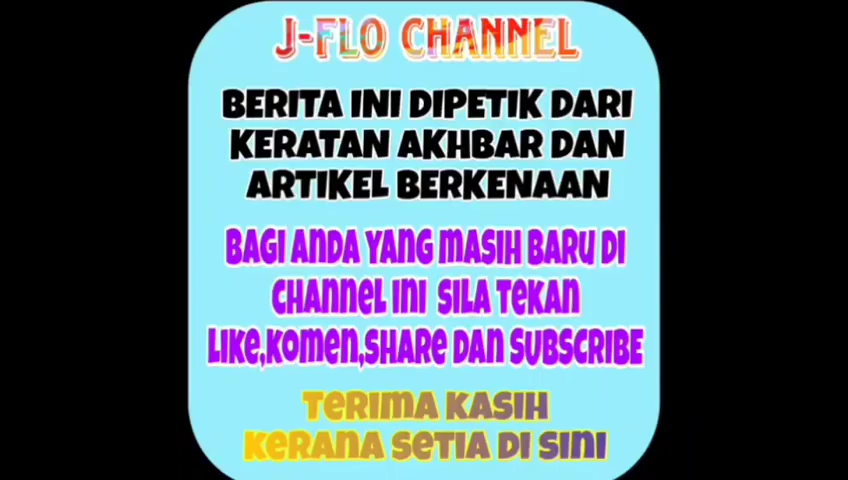 J-FLO CHANNEL
BERITA INI DIPETIK DARI
KERATAN AKHBAR DAN
ARTIKEL BERKENAAN
BAGI ANDA YANG MASIH BARU DI
CHANNEL INI SILA TEKAN
LIKE,KOMEN,SHARE DAN SUBSCRIBE
TERIMA KASIH
KERANA SETIA DI SINI